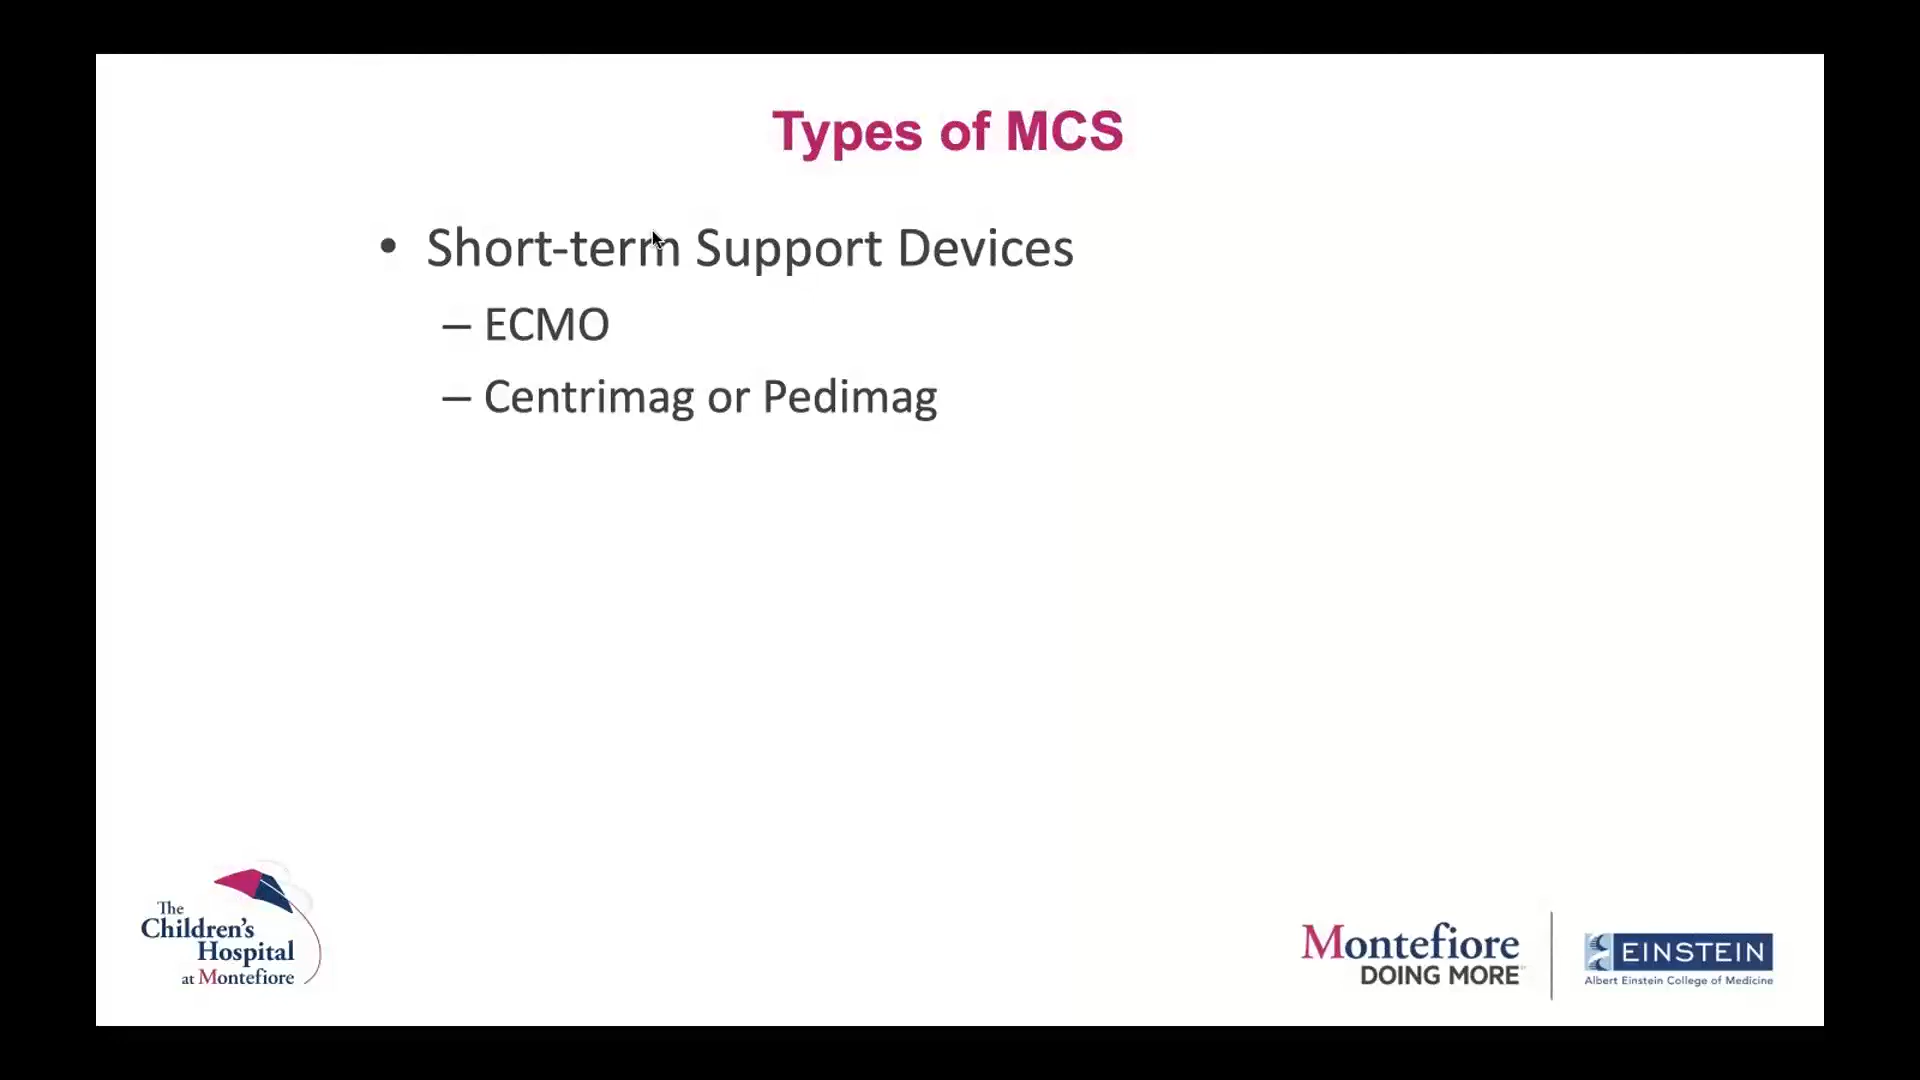 Types of MCS
• Short-term Support Devices
– ECMO
– Centrimag or Pedimag
The
Children's
Hospital
at Montefiore
Montefiore
DOING MORE
EINSTEIN
Albert Einstein College of Medicine